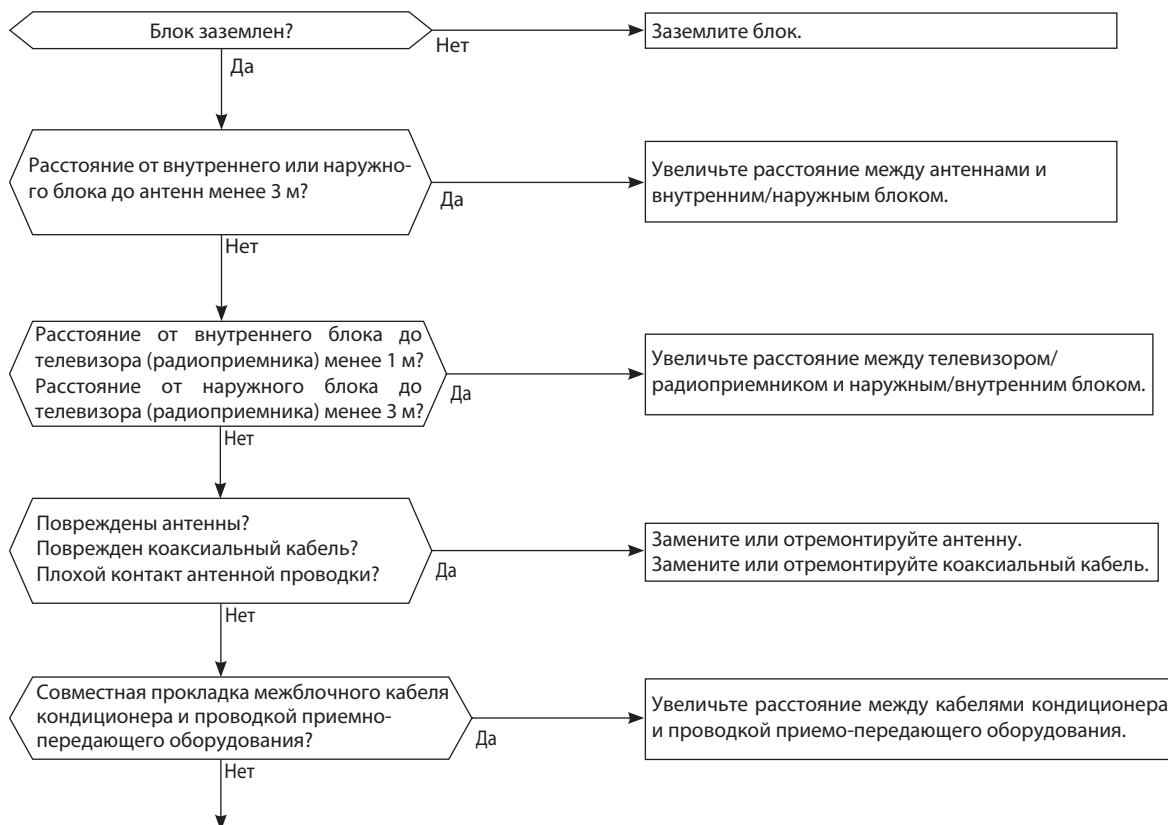 Блок заземлен?
Нет
Заземлите блок.
Да
Расстояние от внутреннего или наружно-
го блока до антенн менее 3 м?
Да
Увеличьте расстояние между антеннами и
внутренним/наружным блоком.
Нет
Расстояние от внутреннего блока до
телевизора (радиоприемника) менее 1 м?
Расстояние от наружного блока до
телевизора (радиоприемника) менее 3 м?
Да
Увеличьте расстояние между телевизором/
радиоприемником и наружным/внутренним блоком.
Нет
Повреждены антенны?
Поврежден коаксиальный кабель?
Плохой контакт антенной проводки?
Да
Замените или отремонтируйте антенну.
Замените или отремонтируйте коаксиальный кабель.
Нет
Совместная прокладка межблочного кабеля
кондиционера и проводкой приемно-
передающего оборудования?
Да
Увеличьте расстояние между кабелями кондиционера
и проводкой приемо-передающего оборудования.
Нет